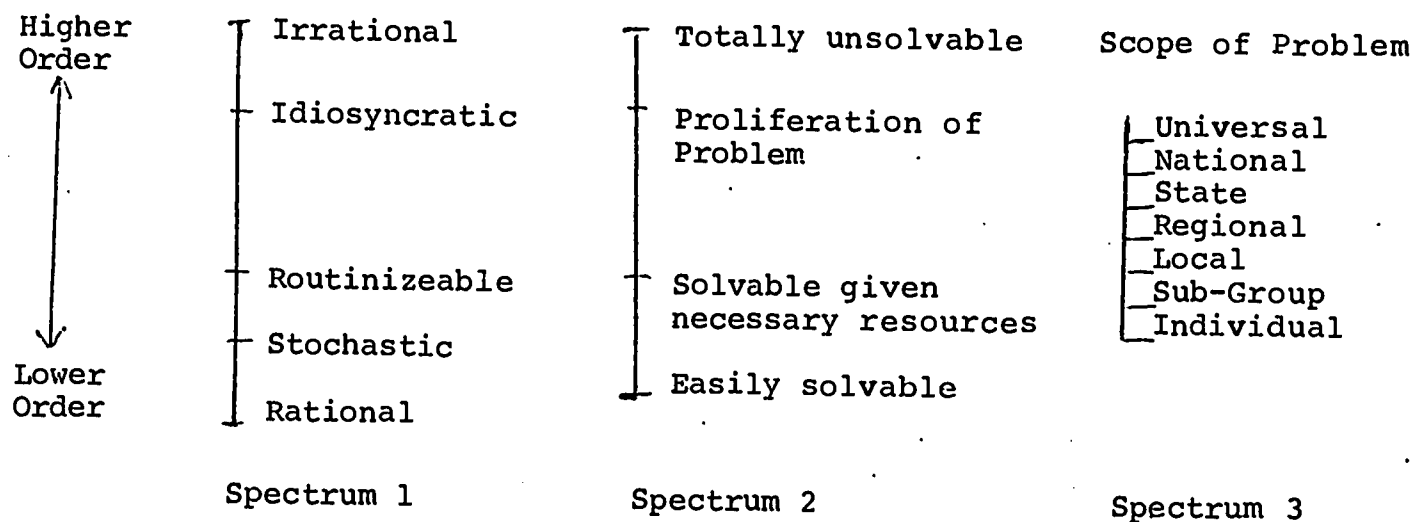 Higher
Order
Lower
Order
Irrational
Idiosyncratic
Routinizeable
Stochastic
Rational
Spectrum 1
Totally unsolvable
Proliferation of
Problem
Solvable given
necessary resources
Easily solvable
Spectrum 2
Scope of Problem
Universal
National
State
Regional
Local
Sub-Group
Individual
Spectrum 3